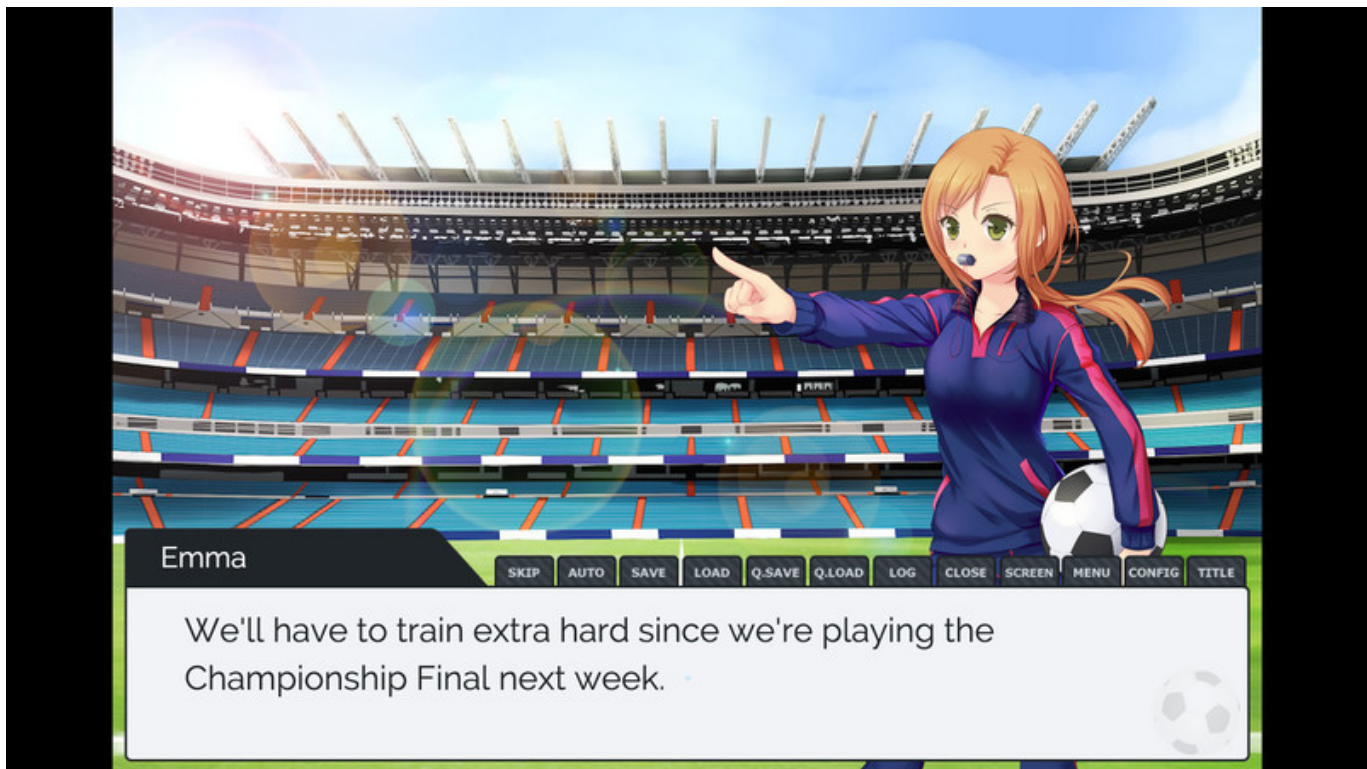 Emma
SKIP AUTO SAVE LOAD Q.SAVE Q.LOAD LOG CLOSE SCREEN MENU CONFIG TITLE
We'll have to train extra hard since we're playing the
Championship Final next week.